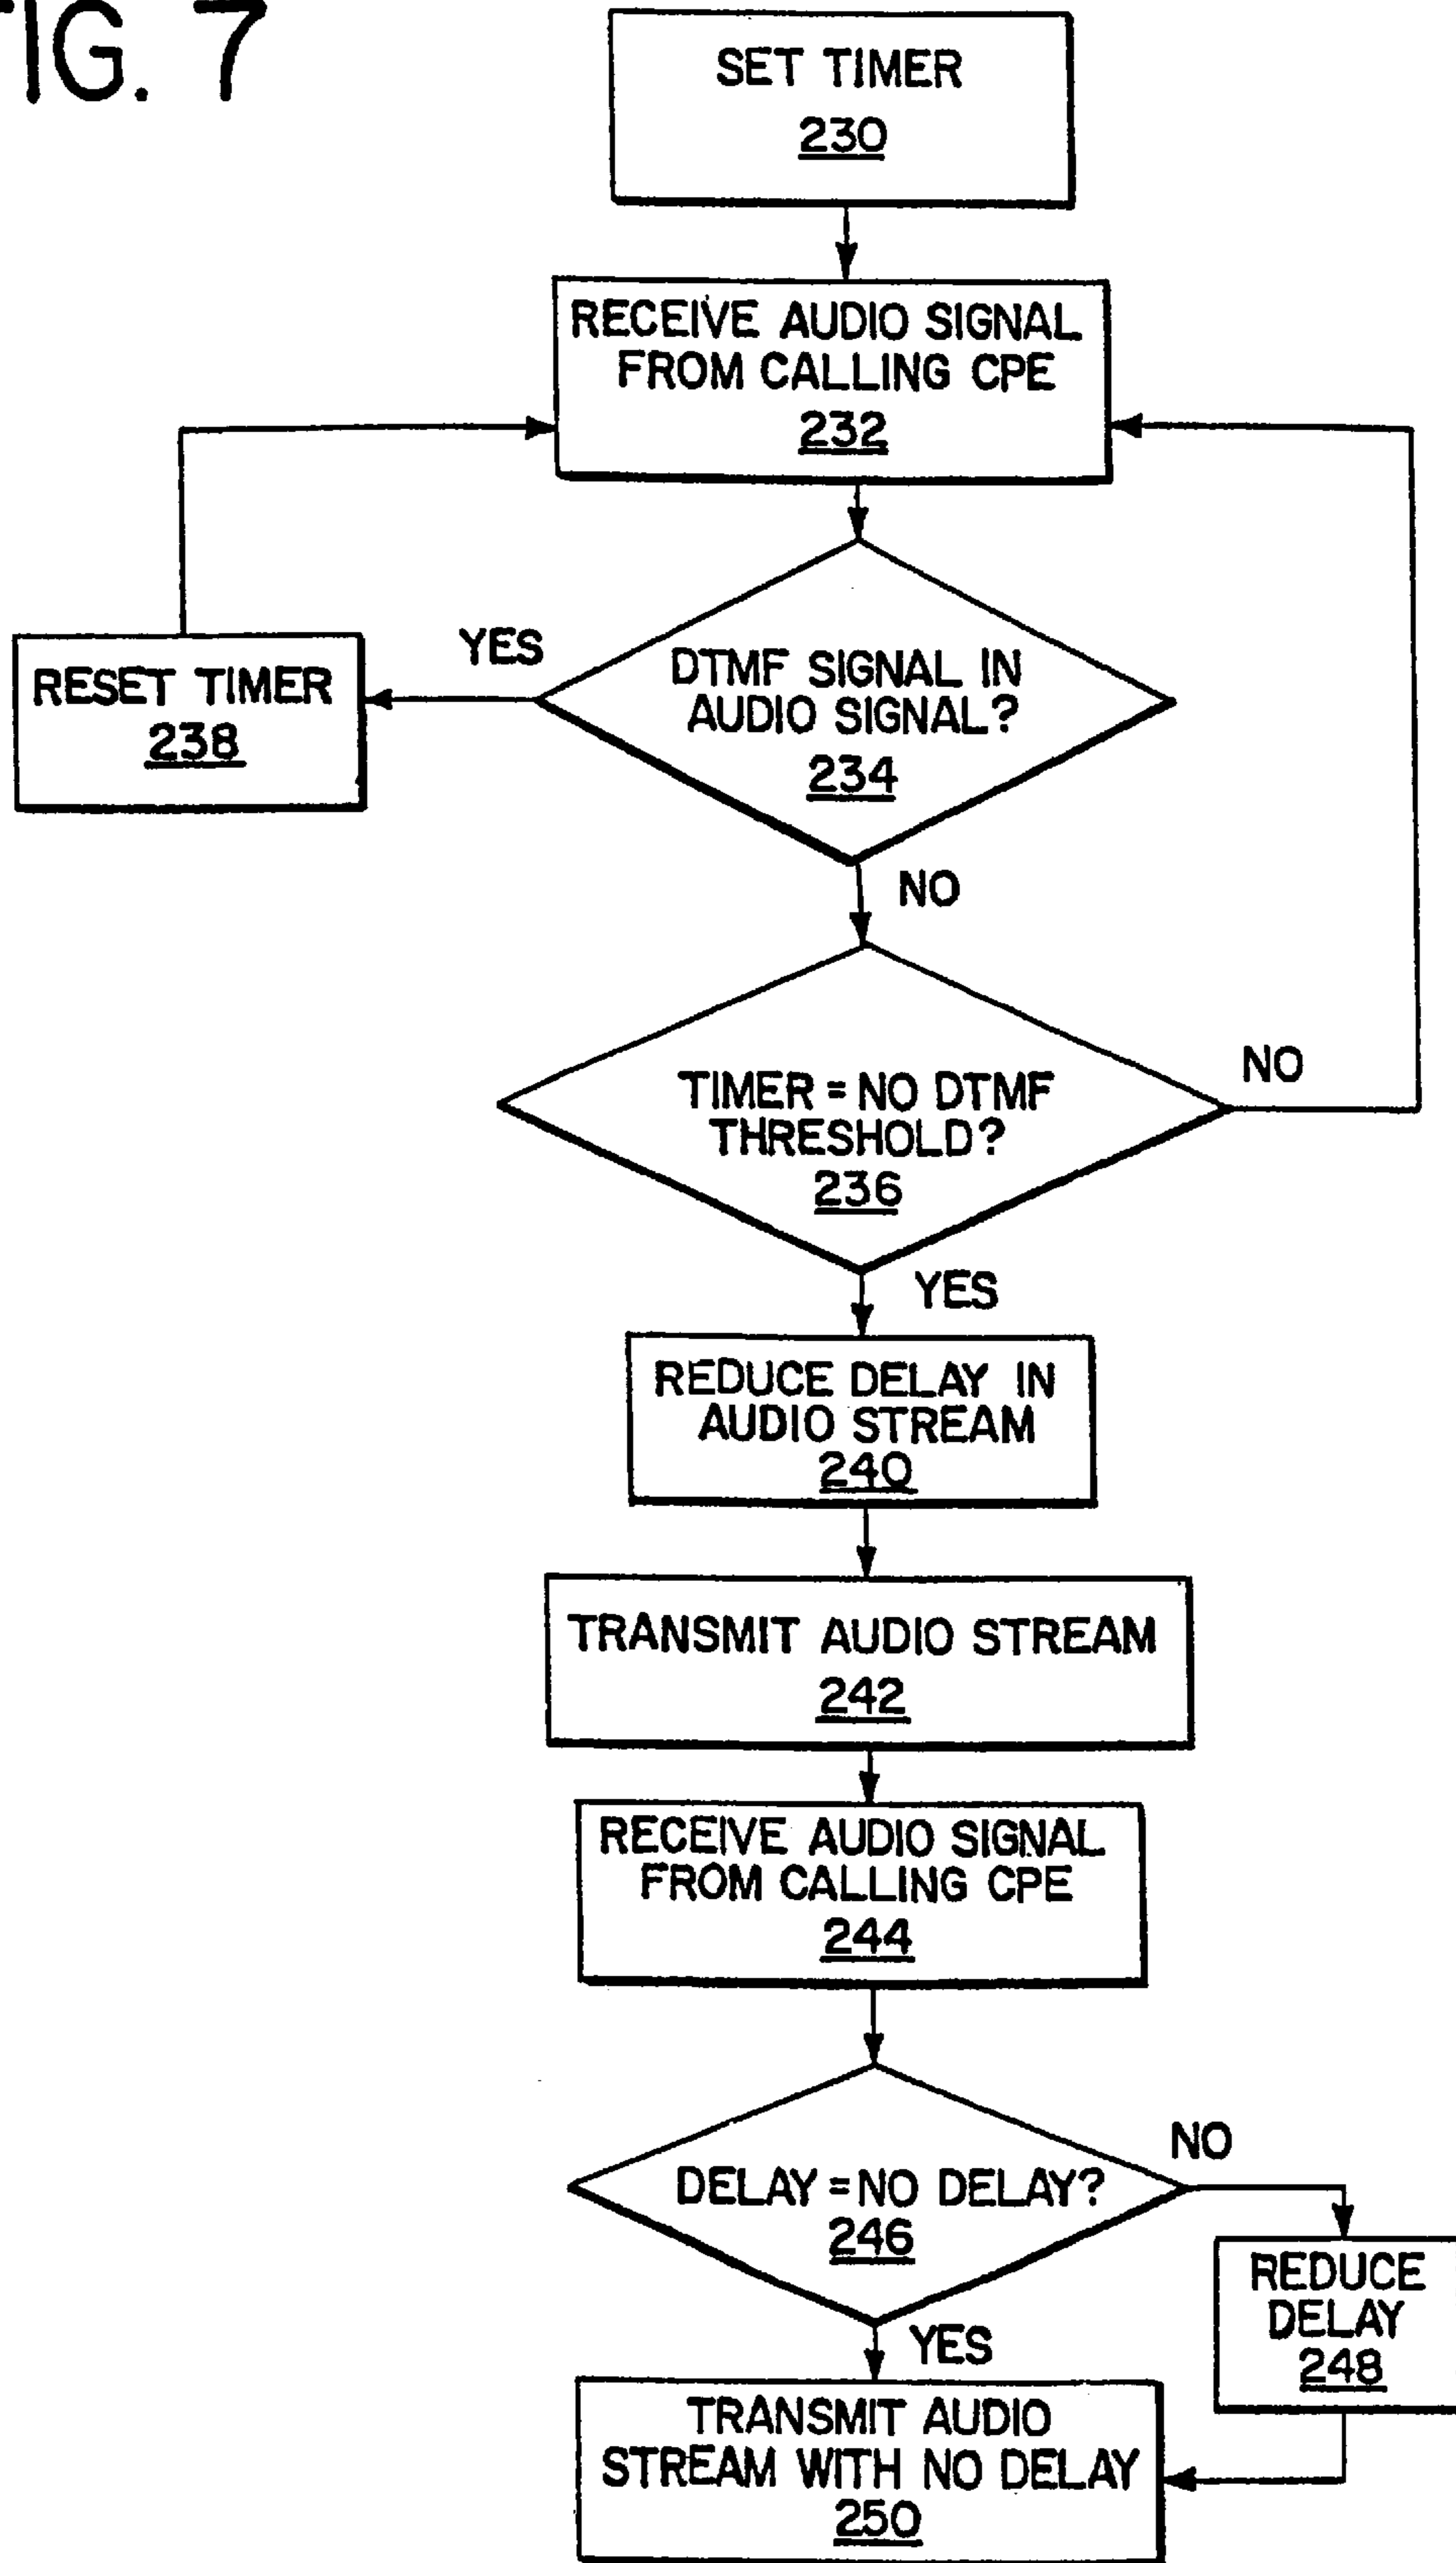 FIG. 7
SET TIMER
230
RECEIVE AUDIO SIGNAL
FROM CALLING CPE
232
YES
RESET TIMER
238
DTMF SIGNAL IN
AUDIO SIGNAL?
234
NO
TIMER = NO DTMF
THRESHOLD?
236
NO
YES
REDUCE DELAY IN
AUDIO STREAM
240
TRANSMIT AUDIO STREAM
242
RECEIVE AUDIO SIGNAL
FROM CALLING CPE
244
DELAY = NO DELAY?
246
NO
REDUCE
DELAY
248
YES
TRANSMIT AUDIO
STREAM WITH NO DELAY
250